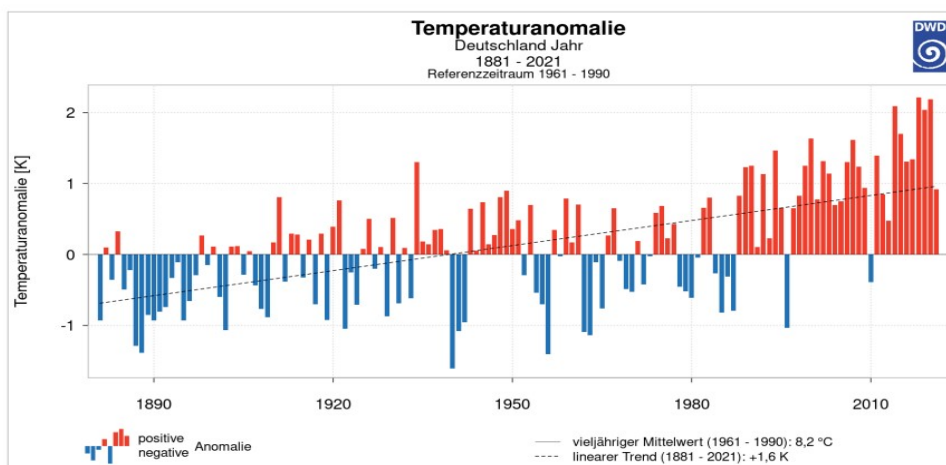 Temperaturanomalie
Deutschland Jahr
1881 - 2021
Referenzzeitraum 1961 - 1990
DWD
Temperaturanomalie [K]
2
1
0
-1
1890 1920 1950 1980 2010
positive
negative Anomalie
vieljähriger Mittelwert (1961 - 1990): 8,2 °C
linearer Trend (1881 - 2021): +1,6 K